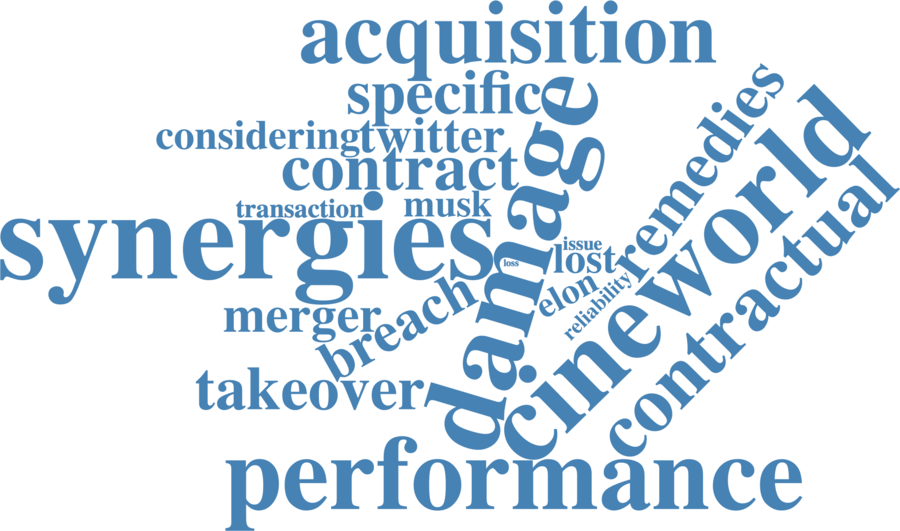 acquisition
specific
considering
twitter
contract
damage
remedies
cineworld
contractual
transaction
musk
synergies
issue
lost
loss
elon
reliability
merger
breach
takeover
performance